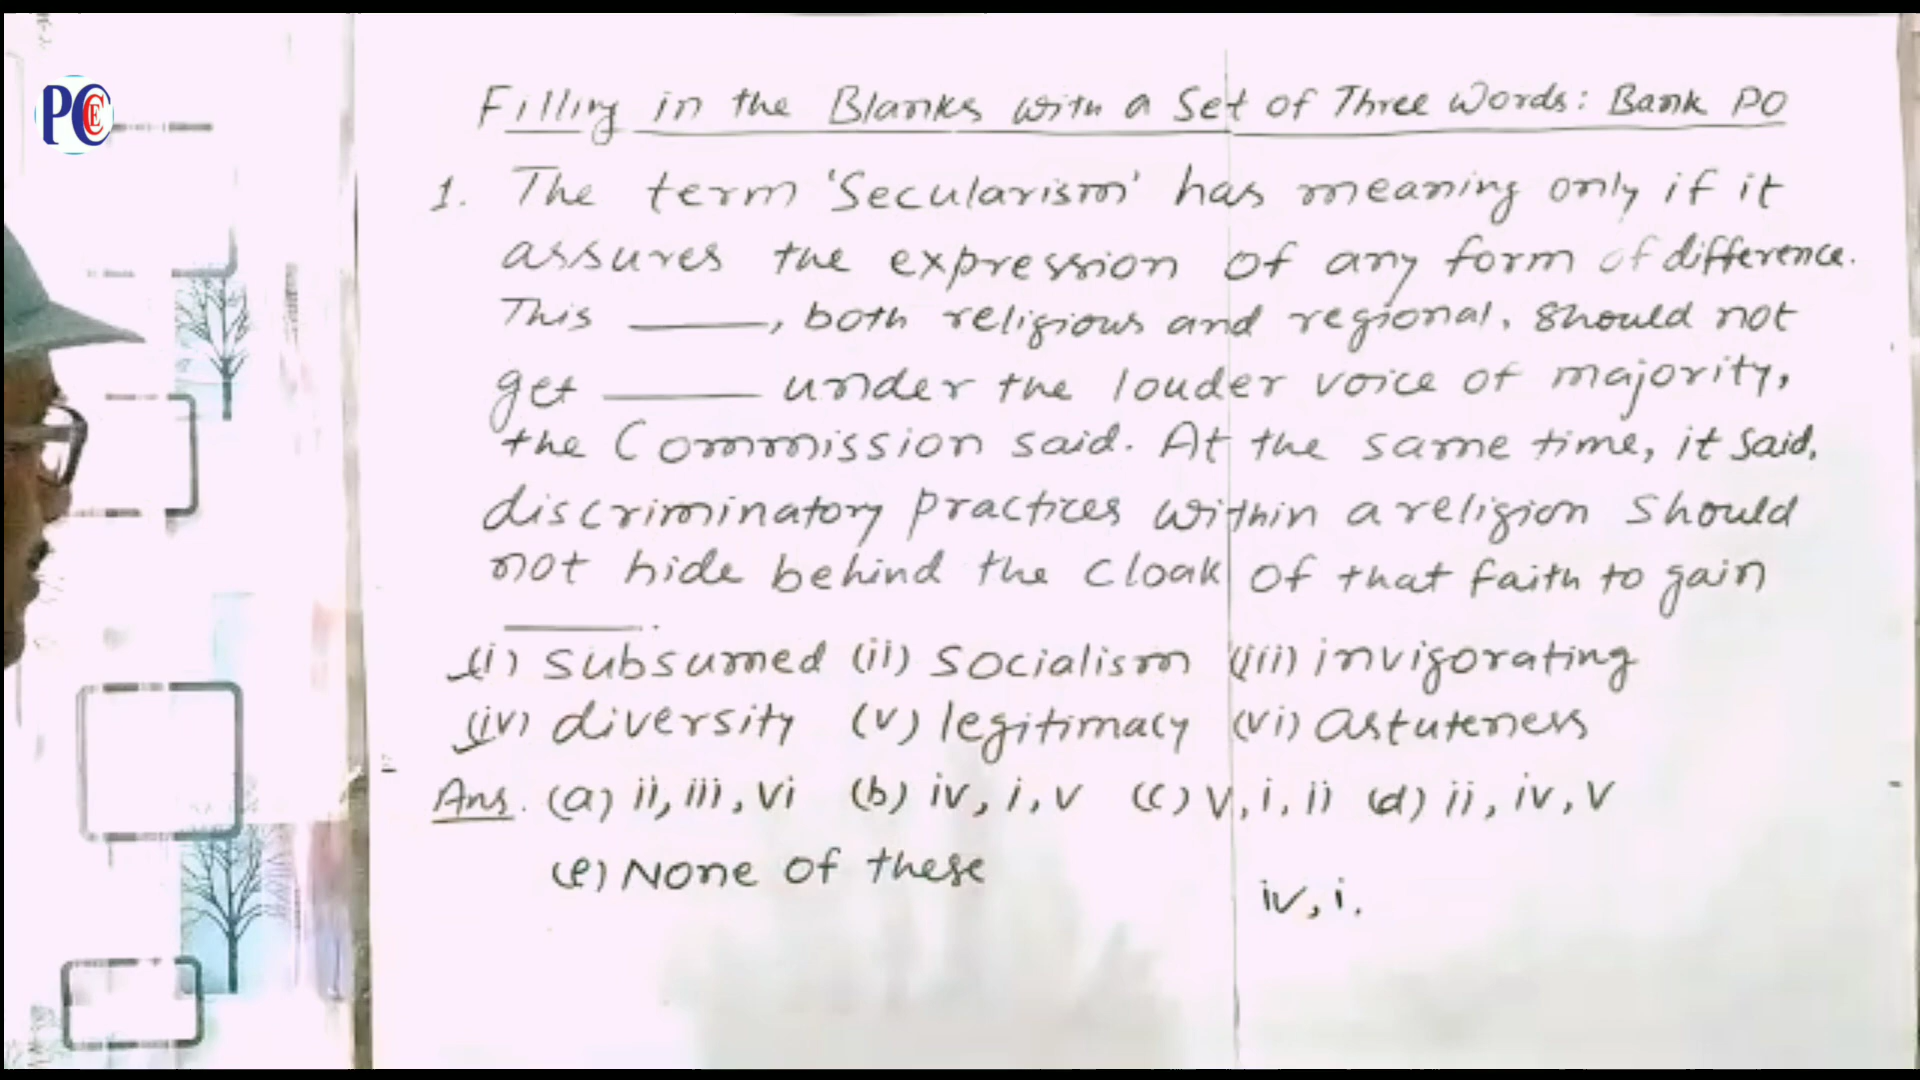 PCEC
Filling in the Blanks with a Set of Three Words: Bank PO
1. The term 'Secularism' has meaning only if it
assures the expression of any form of difference.
This ____, both religious and regional, should not
get ____ under the louder voice of majority,
the Commission said. At the same time, it said,
discriminatory practices within a religion should
not hide behind the cloak of that faith to gain
____.
(i) subsumed (ii) socialism (iii) invigorating
(iv) diversity (v) legitimacy (vi) astuteness
Ans. (a) ii, iii, vi (b) iv, i, v (c) v, i, ii (d) ii, iv, v
(e) None of these
iv, i.